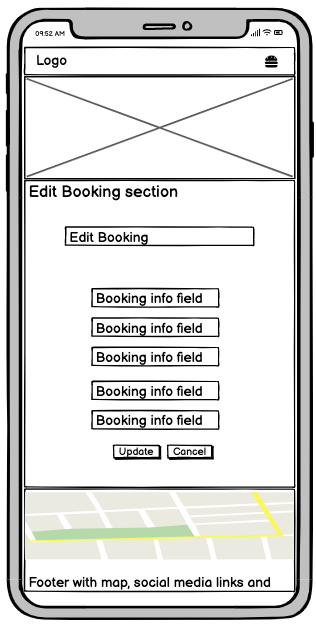 09:52 AM
Logo
Edit Booking section
Edit Booking
Booking info field
Booking info field
Booking info field
Booking info field
Booking info field
Update Cancel
Footer with map, social media links and